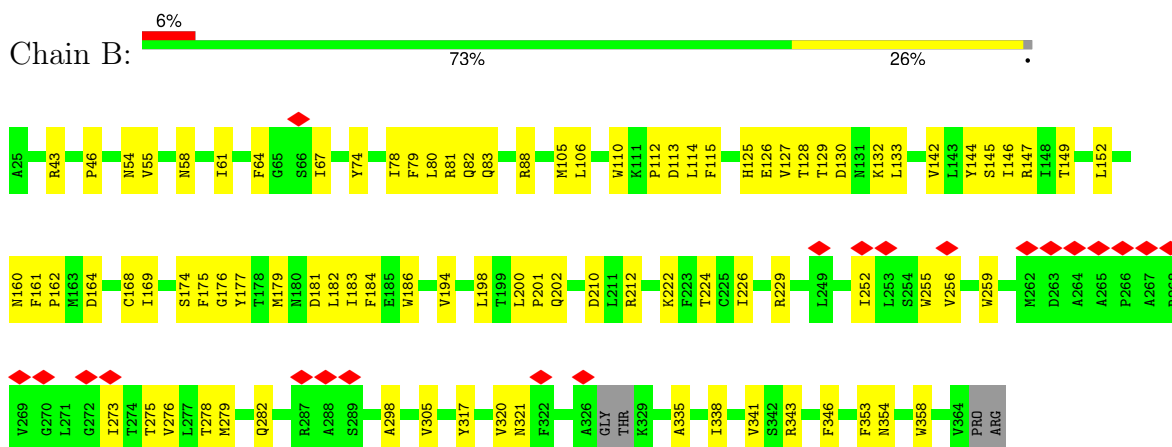 6%
Chain B:
73% 26% •
A25 R43 P46 N54 V55 N58 I61 F64 G65 S66 I67 Y74 I78 F79 L80 R81 Q82 Q83 R88 M105 L106 W110 K111 P112 D113 L114 F115 H125 E126 V127 T128 T129 D130 N131 K132 L133 V142 L143 Y144 S145 I146 R147 I148 T149 L152
N160 F161 P162 M163 D164 C168 I169 S174 F175 G176 Y177 T178 M179 N180 D181 L182 I183 F184 E185 W186 V194 L198 T199 L200 P201 Q202 D210 L211 R212 K222 F223 T224 C225 I226 R229 L249 I252 L253 S254 W255 V256 W259 M262 D263 A264 A265 P266 A267
V269 G270 L271 G272 I273 T274 T275 V276 L277 T278 M279 Q282 R287 A288 S289 A298 V305 Y317 V320 N321 F322 A326 GLY THR K329 A335 I338 V341 S342 R343 F346 F353 N354 W358 V364 PRO ARG